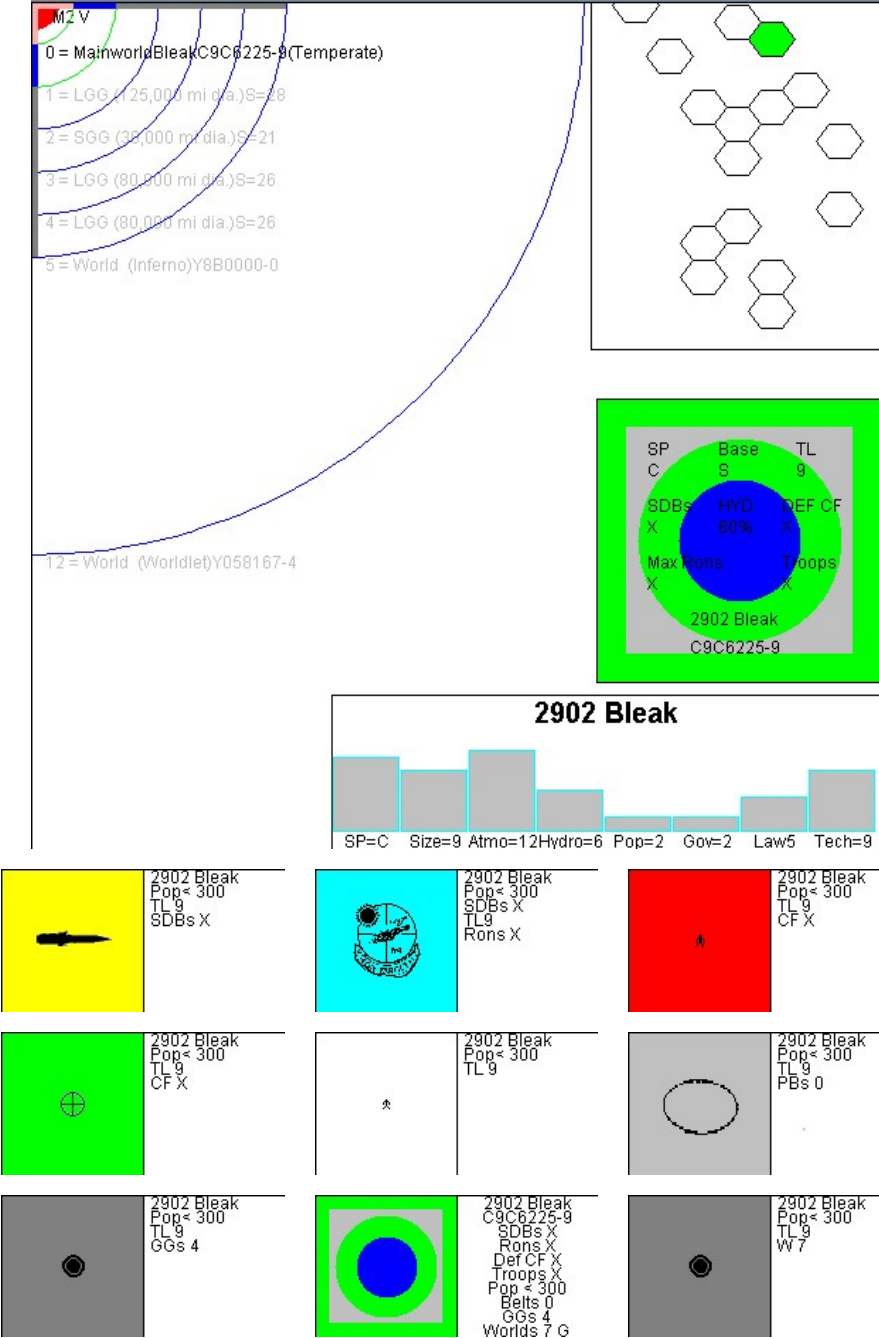 M2 V
0 = MainworldBleakC9C6225-9(Temperate)
1 = LGG (125,000 mi dia.)S=28
2 = SGG (38,000 mi dia.)S=21
3 = LGG (80,000 mi dia.)S=26
4 = LGG (80,000 mi dia.)S=26
5 = World (Inferno)Y8B0000-0
12 = World (Worldlet)Y058167-4
SP Base TL
C S 9
SDBs HYD DEF CF
X 60% X
Max Rons Troops
X X
2902 Bleak
C9C6225-9
2902 Bleak
SP=C Size=9 Atmo=12 Hydro=6 Pop=2 Gov=2 Law5 Tech=9
2902 Bleak
Pop< 300
TL 9
SDBs X
2902 Bleak
Pop< 300
SDBs X
TL9
Rons X
2902 Bleak
Pop< 300
TL 9
CF X
2902 Bleak
Pop< 300
TL 9
CF X
2902 Bleak
Pop< 300
TL 9
2902 Bleak
Pop< 300
TL 9
PBs 0
2902 Bleak
Pop< 300
TL 9
GGs 4
2902 Bleak
C9C6225-9
SDBs X
Rons X
Def CF X
Troops X
Pop < 300
Belts 0
GGs 4
Worlds 7 G
2902 Bleak
Pop< 300
TL 9
W 7